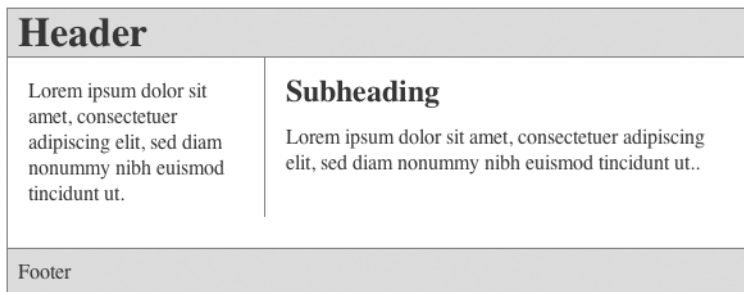 Header
Lorem ipsum dolor sit
amet, consectetuer
adipiscing elit, sed diam
nonummy nibh euismod
tincidunt ut.
Subheading
Lorem ipsum dolor sit amet, consectetuer adipiscing
elit, sed diam nonummy nibh euismod tincidunt ut..
Footer